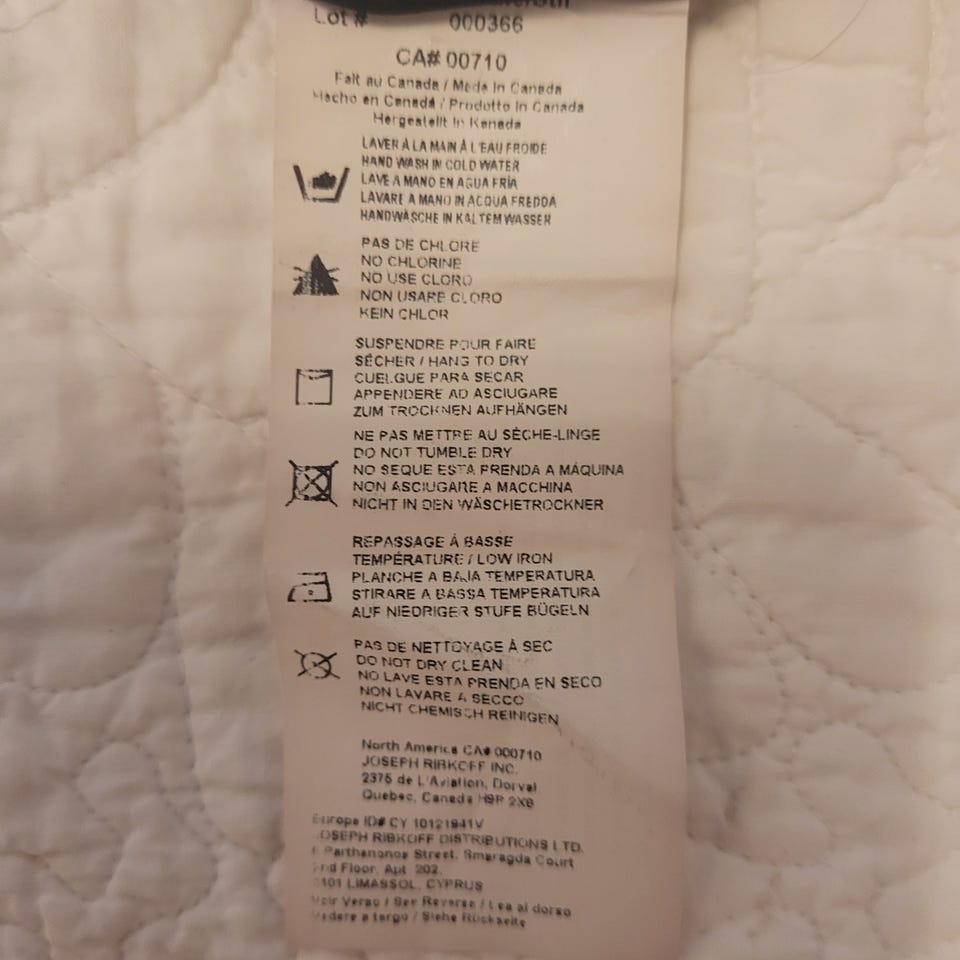 Lot # 000366
CA# 00710
Fait au Canada / Made in Canada
Hecho en Canadá / Prodotto in Canada
Hergestellt in Kanada
LAVER À LA MAIN À L'EAU FROIDE
HAND WASH IN COLD WATER
LAVE A MANO EN AGUA FRÍA
LAVARE A MANO IN ACQUA FREDDA
HANDWÄSCHE IN KALTEM WASSER
PAS DE CHLORE
NO CHLORINE
NO USE CLORO
NON USARE CLORO
KEIN CHLOR
SUSPENDRE POUR FAIRE
SÉCHER / HANG TO DRY
CUELGUE PARA SECAR
APPENDERE AD ASCIUGARE
ZUM TROCKNEN AUFHÄNGEN
NE PAS METTRE AU SÈCHE-LINGE
DO NOT TUMBLE DRY
NO SEQUE ESTA PRENDA A MÁQUINA
NON ASCIUGARE A MACCHINA
NICHT IN DEN WÄSCHETROCKNER
REPASSAGE À BASSE
TEMPÉRATURE / LOW IRON
PLANCHE A BAJA TEMPERATURA
STIRARE A BASSA TEMPERATURA
AUF NIEDRIGER STUFE BÜGELN
PAS DE NETTOYAGE À SEC
DO NOT DRY CLEAN
NO LAVE ESTA PRENDA EN SECO
NON LAVARE A SECCO
NICHT CHEMISCH REINIGEN
North America CA# 000710
JOSEPH RIBKOFF INC.
2375 de L'Aviation, Dorval
Quebec, Canada H9P 2X6
Europe ID# CY 10121941V
JOSEPH RIBKOFF DISTRIBUTIONS LTD.
Parthenonos Street, Smaragda Court
2nd Floor, Apt. 202,
LIMASSOL, CYPRUS
Voir Verso / See Reverse / Lea al dorso
Vedere a tergo / Siehe Rückseite